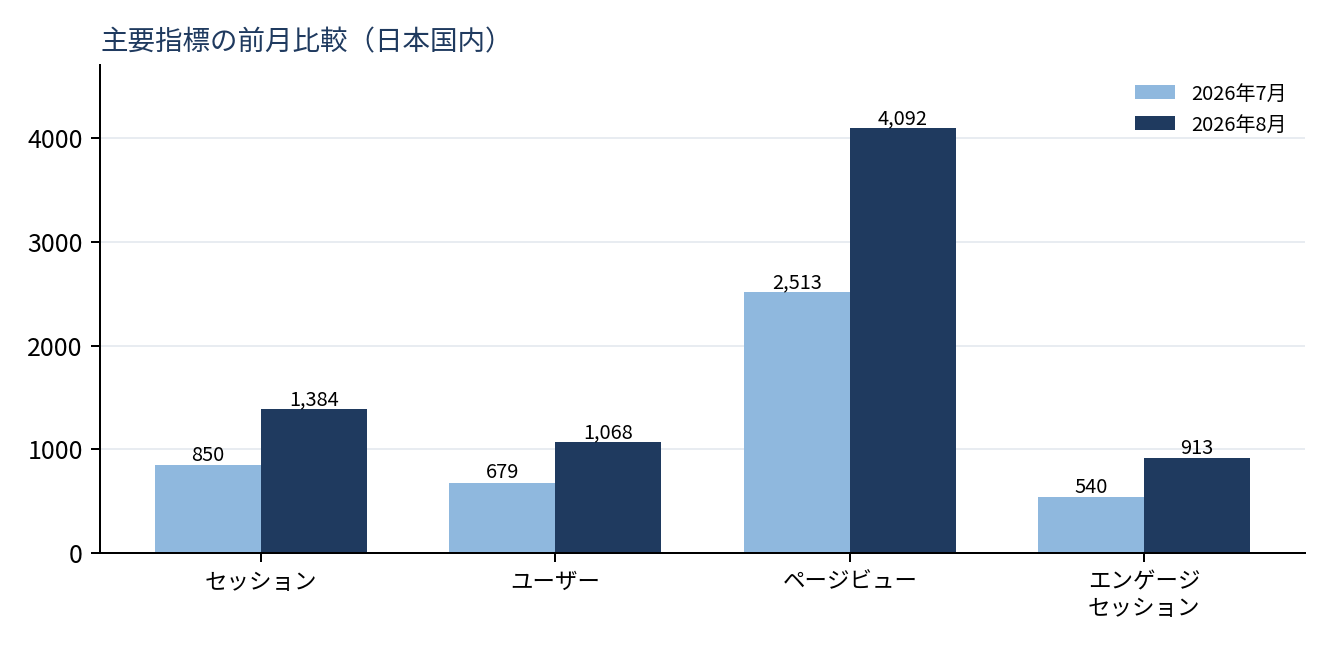 主要指標の前月比較（日本国内）
2026年7月
2026年8月
4000
3000
2000
1000
0
850
1,384
679
1,068
2,513
4,092
540
913
セッション
ユーザー
ページビュー
エンゲージ
セッション